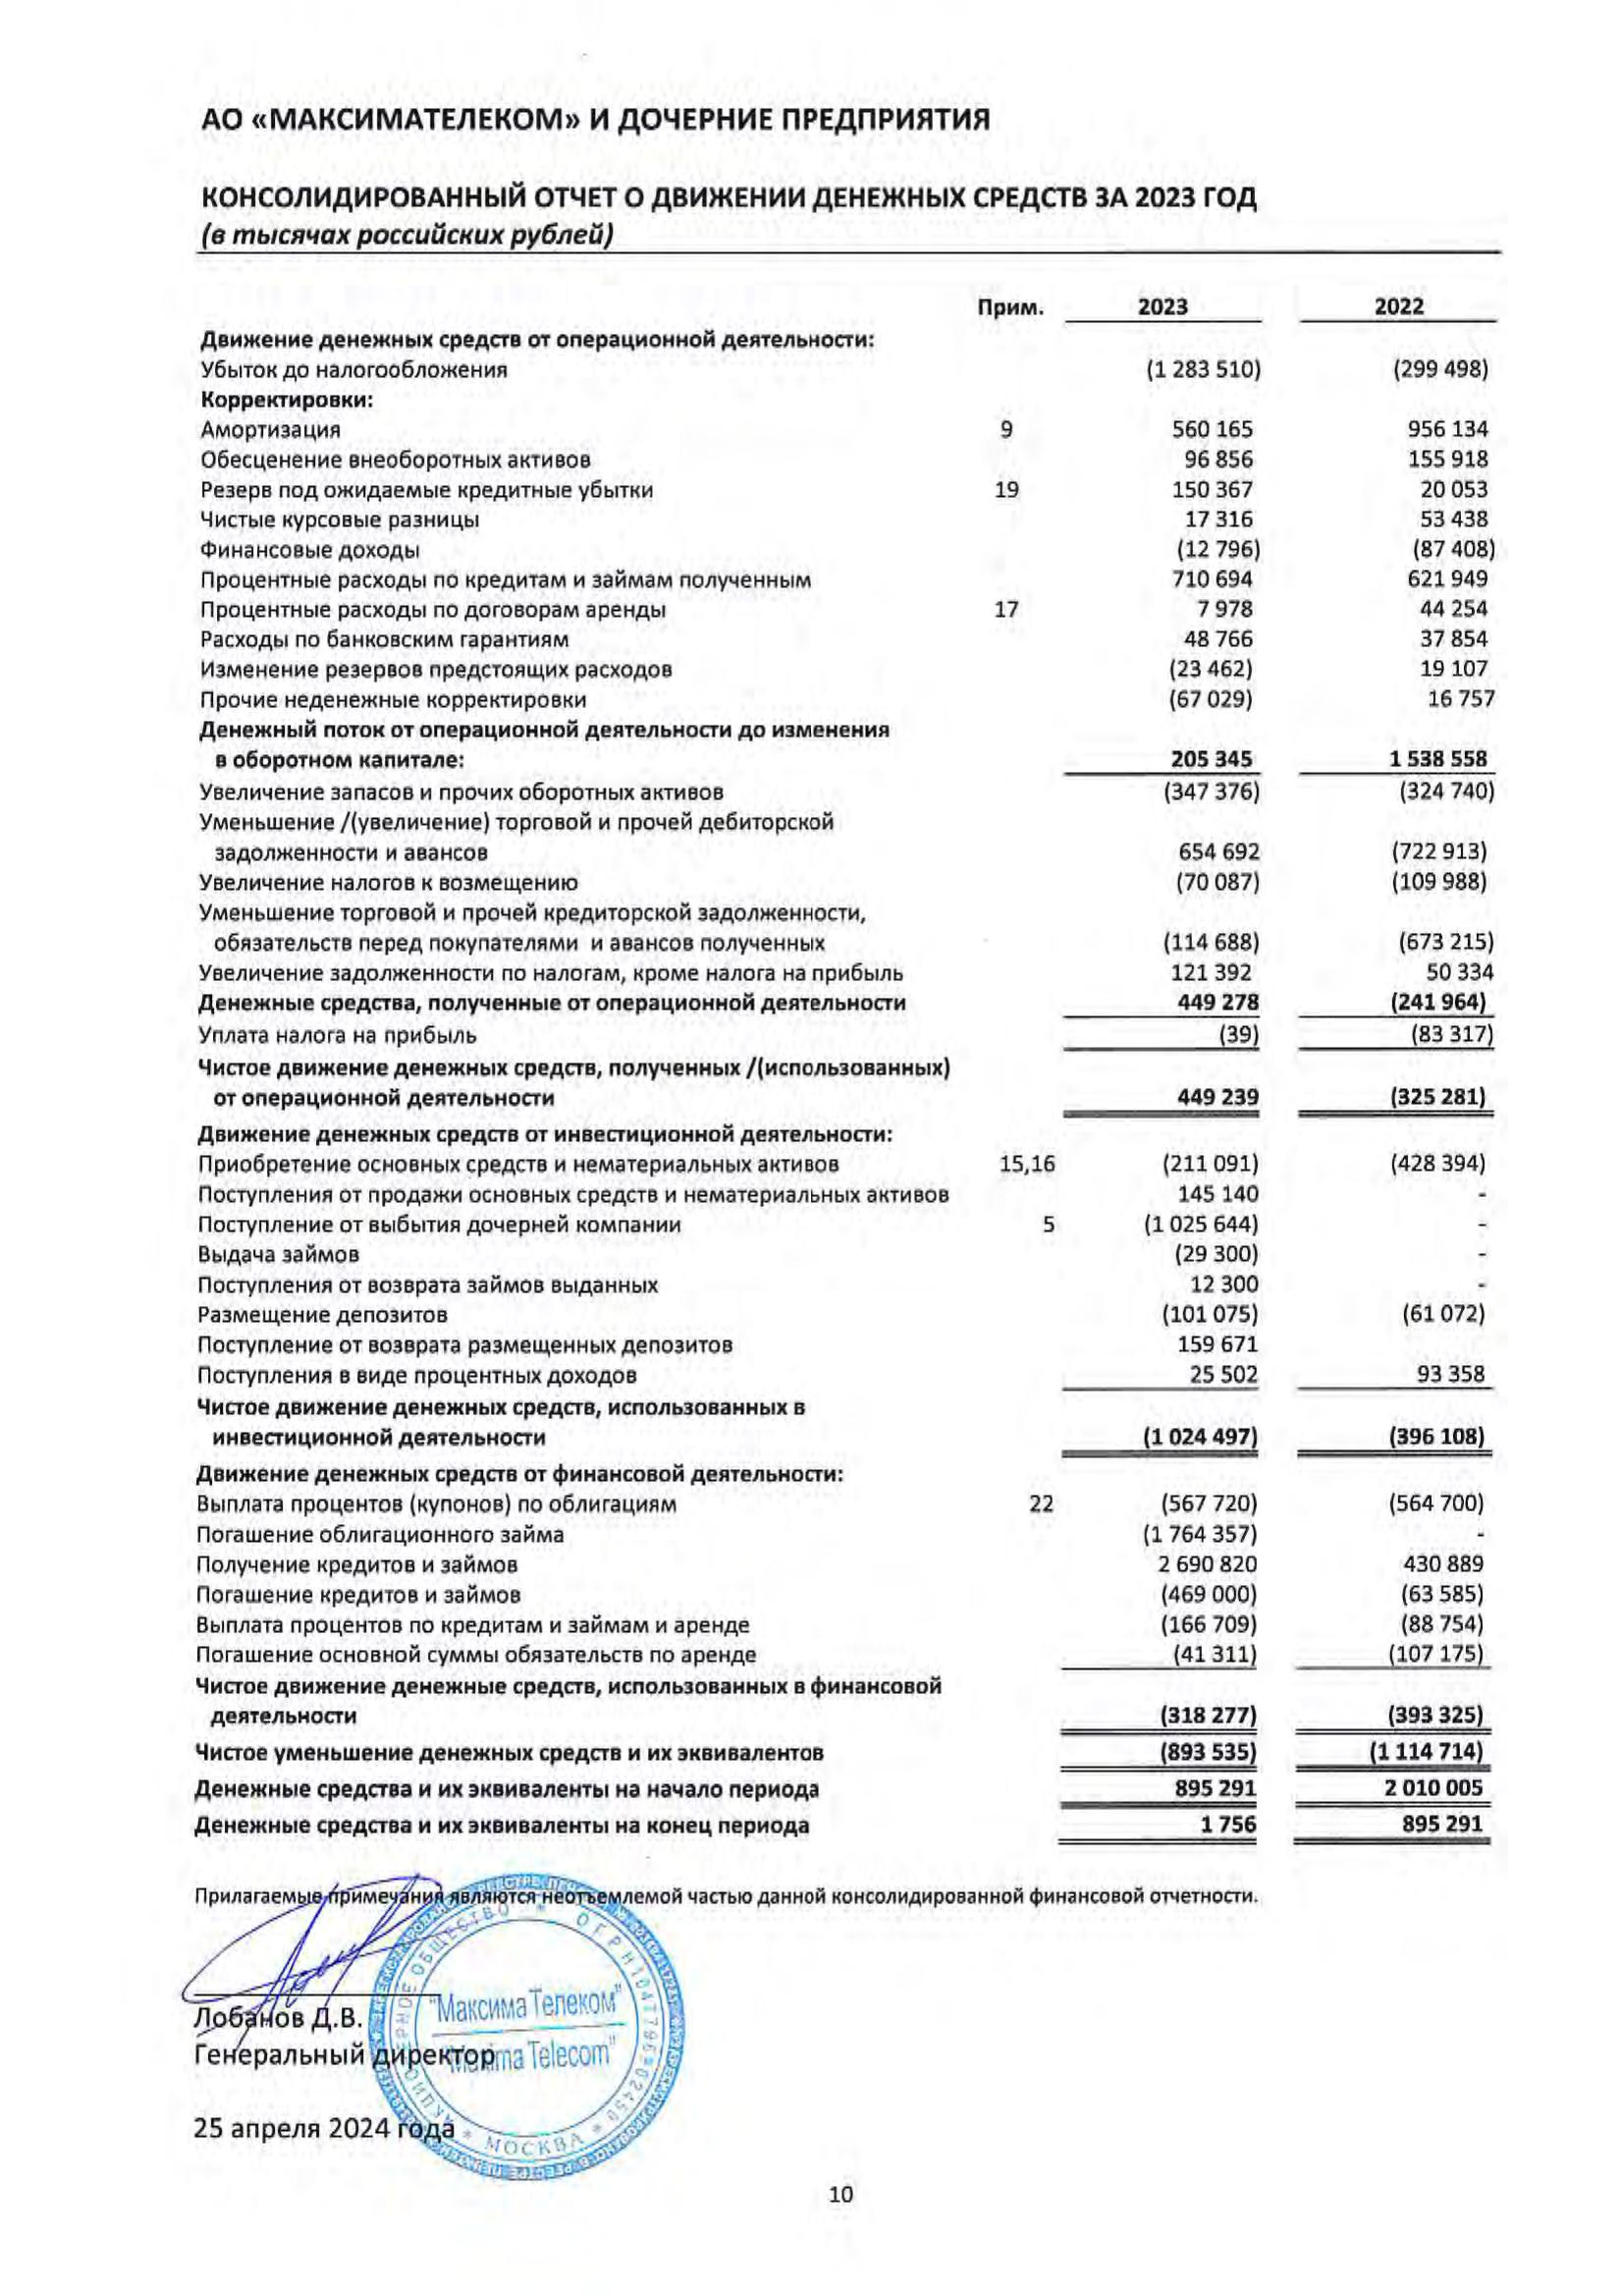 АО «МАКСИМАТЕЛЕКОМ» И ДОЧЕРНИЕ ПРЕДПРИЯТИЯ
КОНСОЛИДИРОВАННЫЙ ОТЧЕТ О ДВИЖЕНИИ ДЕНЕЖНЫХ СРЕДСТВ ЗА 2023 ГОД
(в тысячах российских рублей)
Прим. 2023 2022
Движение денежных средств от операционной деятельности:
Убыток до налогообложения (1 283 510) (299 498)
Корректировки:
Амортизация 9 560 165 956 134
Обесценение внеоборотных активов 96 856 155 918
Резерв под ожидаемые кредитные убытки 19 150 367 20 053
Чистые курсовые разницы 17 316 53 438
Финансовые доходы (12 796) (87 408)
Процентные расходы по кредитам и займам полученным 710 694 621 949
Процентные расходы по договорам аренды 17 7 978 44 254
Расходы по банковским гарантиям 48 766 37 854
Изменение резервов предстоящих расходов (23 462) 19 107
Прочие неденежные корректировки (67 029) 16 757
Денежный поток от операционной деятельности до изменения
в оборотном капитале: 205 345 1 538 558
Увеличение запасов и прочих оборотных активов (347 376) (324 740)
Уменьшение /(увеличение) торговой и прочей дебиторской
задолженности и авансов 654 692 (722 913)
Увеличение налогов к возмещению (70 087) (109 988)
Уменьшение торговой и прочей кредиторской задолженности,
обязательств перед покупателями и авансов полученных (114 688) (673 215)
Увеличение задолженности по налогам, кроме налога на прибыль 121 392 50 334
Денежные средства, полученные от операционной деятельности 449 278 (241 964)
Уплата налога на прибыль (39) (83 317)
Чистое движение денежных средств, полученных /(использованных)
от операционной деятельности 449 239 (325 281)
Движение денежных средств от инвестиционной деятельности:
Приобретение основных средств и нематериальных активов 15,16 (211 091) (428 394)
Поступления от продажи основных средств и нематериальных активов 145 140 -
Поступление от выбытия дочерней компании 5 (1 025 644) -
Выдача займов (29 300) -
Поступления от возврата займов выданных 12 300 -
Размещение депозитов (101 075) (61 072)
Поступление от возврата размещенных депозитов 159 671
Поступления в виде процентных доходов 25 502 93 358
Чистое движение денежных средств, использованных в
инвестиционной деятельности (1 024 497) (396 108)
Движение денежных средств от финансовой деятельности:
Выплата процентов (купонов) по облигациям 22 (567 720) (564 700)
Погашение облигационного займа (1 764 357) -
Получение кредитов и займов 2 690 820 430 889
Погашение кредитов и займов (469 000) (63 585)
Выплата процентов по кредитам и займам и аренде (166 709) (88 754)
Погашение основной суммы обязательств по аренде (41 311) (107 175)
Чистое движение денежные средств, использованных в финансовой
деятельности (318 277) (393 325)
Чистое уменьшение денежных средств и их эквивалентов (893 535) (1 114 714)
Денежные средства и их эквиваленты на начало периода 895 291 2 010 005
Денежные средства и их эквиваленты на конец периода 1 756 895 291
Прилагаемые примечания являются неотъемлемой частью данной консолидированной финансовой отчетности.
Лобанов Д.В.
Генеральный директор
25 апреля 2024 года
"Максима Телеком"
"Maxima Telecom"
МОСКВА
10